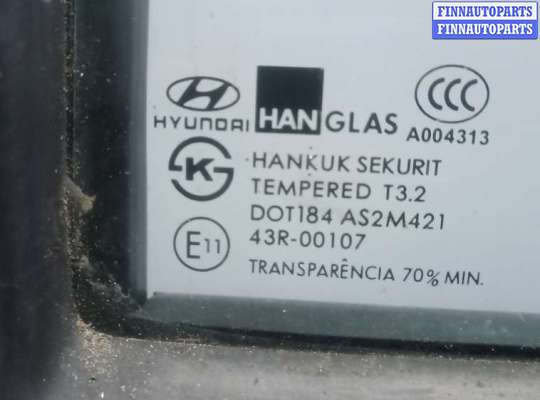 FINNAUTOPARTS
FINNAUTOPARTS
HYUNDAI HANGLAS
CCC
A004313
K
HANKUK SEKURIT
TEMPERED T3.2
DOT184 AS2M421
E11 43R-00107
TRANSPARÊNCIA 70% MIN.